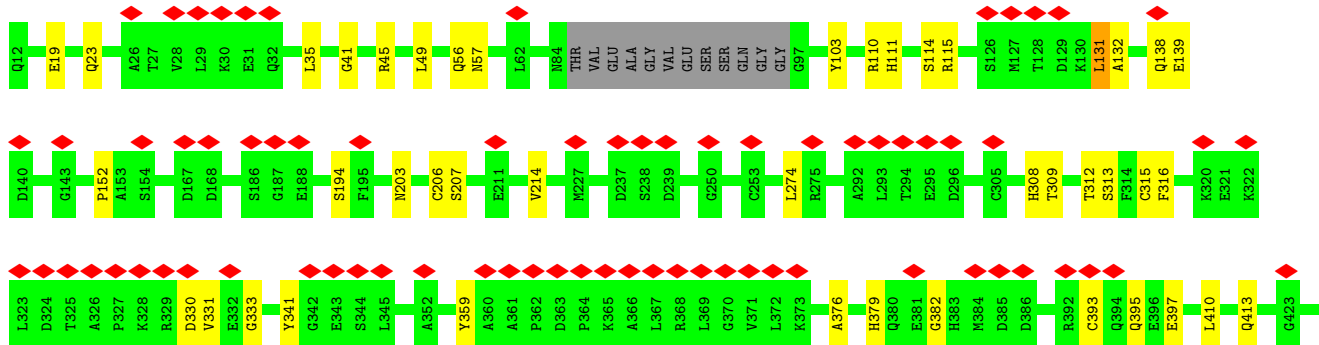 Q12 E19 Q23 A26 T27 V28 L29 K30 E31 Q32 L35 G41 R45 L49 Q56 N57 L62 N84 THR VAL GLU ALA GLY VAL GLU SER SER GLN GLY GLY G97 Y103 R110 H111 S114 R115 S126 M127 T128 D129 K130 L131 A132 Q138 E139
D140 G143 P152 A153 S154 D167 D168 S186 G187 E188 S194 F195 N203 C206 S207 E211 V214 M227 D237 S238 D239 G250 C253 L274 R275 A292 L293 T294 E295 D296 C305 H308 T309 T312 S313 F314 C315 F316 K320 E321 K322
L323 D324 T325 A326 P327 K328 R329 D330 V331 E332 G333 Y341 G342 E343 S344 L345 A352 Y359 A360 A361 P362 D363 P364 K365 A366 L367 R368 L369 G370 V371 L372 K373 A376 H379 Q380 E381 G382 H383 M384 D385 D386 R392 C393 Q394 Q395 E396 E397 L410 Q413 G423